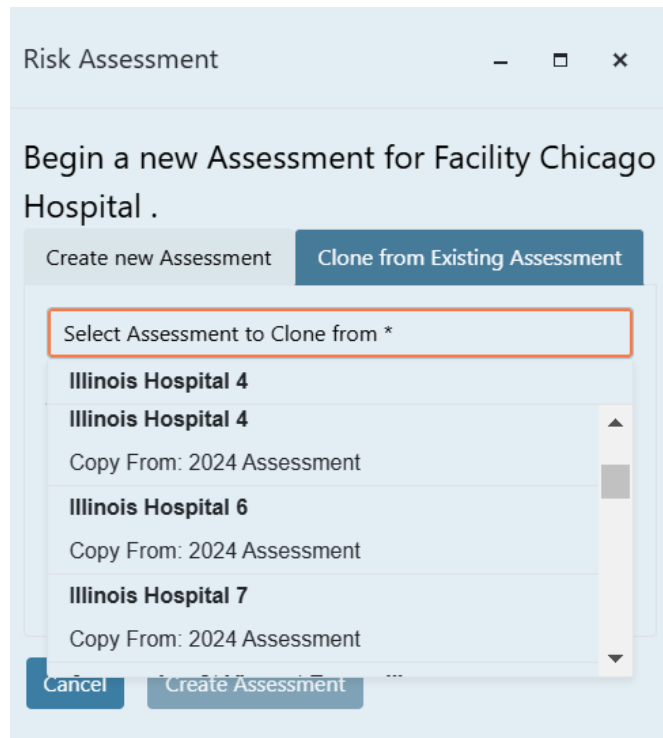 Risk Assessment
Begin a new Assessment for Facility Chicago
Hospital .
Create new Assessment
Clone from Existing Assessment
Select Assessment to Clone from *
Illinois Hospital 4
Illinois Hospital 4
Copy From: 2024 Assessment
Illinois Hospital 6
Copy From: 2024 Assessment
Illinois Hospital 7
Copy From: 2024 Assessment
Cancel
Create Assessment